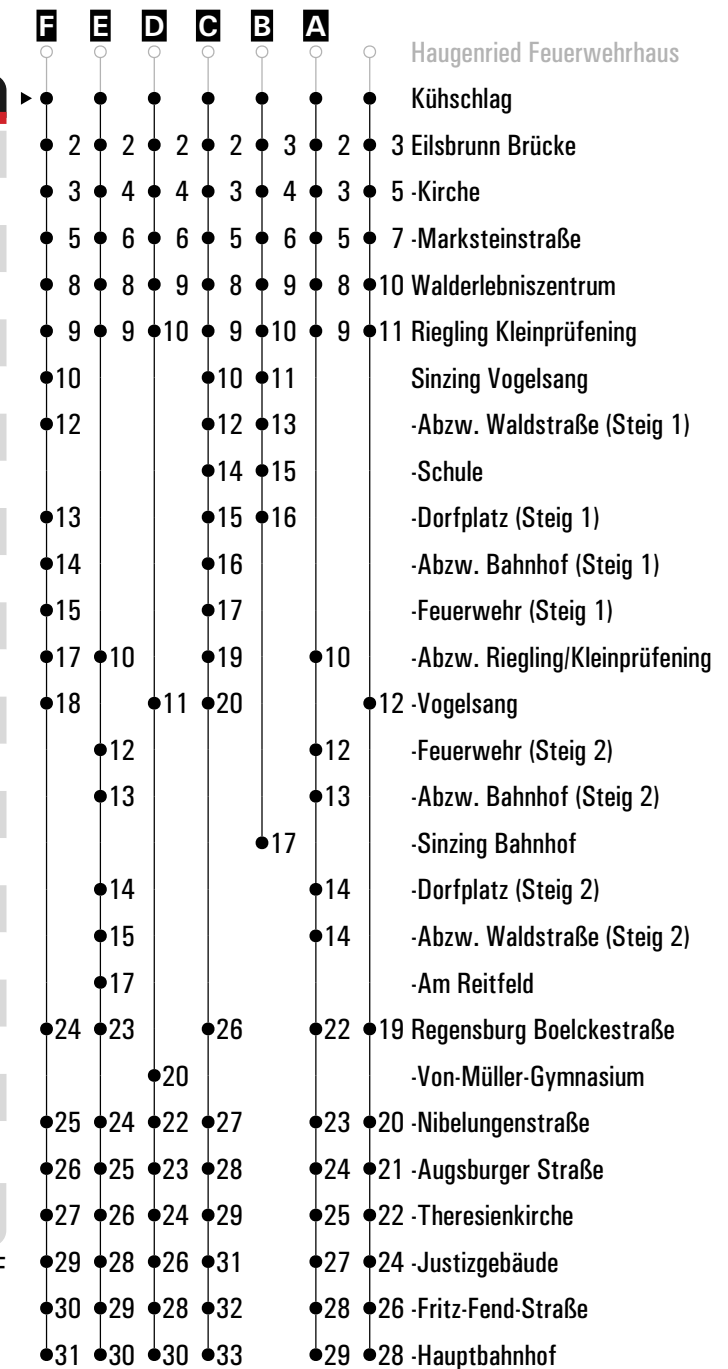 F E D C B A
Haugenried Feuerwehrhaus
Kühschlag
2 2 2 2 3 2 3 Eilsbrunn Brücke
3 4 4 3 4 3 5 -Kirche
5 6 6 5 6 5 7 -Marksteinstraße
8 8 9 8 9 8 10 Walderlebniszentrum
9 9 10 9 10 9 11 Riegling Kleinprüfening
10 10 11 Sinzing Vogelsang
12 12 13 -Abzw. Waldstraße (Steig 1)
14 15 -Schule
13 15 16 -Dorfplatz (Steig 1)
14 16 -Abzw. Bahnhof (Steig 1)
15 17 -Feuerwehr (Steig 1)
17 10 19 10 -Abzw. Riegling/Kleinprüfening
18 11 20 12 -Vogelsang
12 12 -Feuerwehr (Steig 2)
13 13 -Abzw. Bahnhof (Steig 2)
17 -Sinzing Bahnhof
14 14 -Dorfplatz (Steig 2)
15 14 -Abzw. Waldstraße (Steig 2)
17 -Am Reitfeld
24 23 26 22 19 Regensburg Boelckestraße
20 -Von-Müller-Gymnasium
25 24 22 27 23 20 -Nibelungenstraße
26 25 23 28 24 21 -Augsburger Straße
27 26 24 29 25 22 -Theresienkirche
29 28 26 31 27 24 -Justizgebäude
30 29 28 32 28 26 -Fritz-Fend-Straße
31 30 30 33 29 28 -Hauptbahnhof